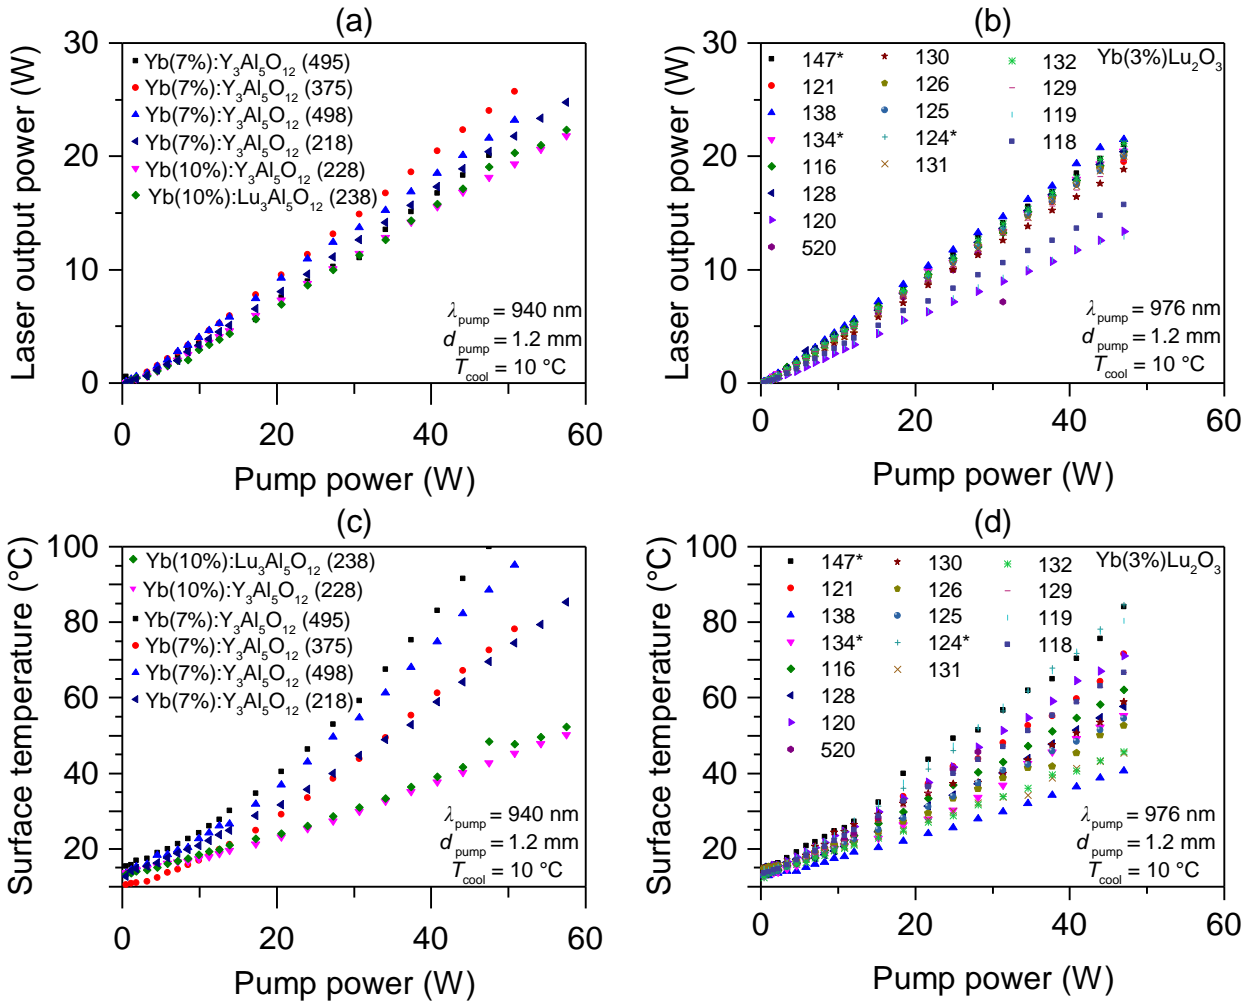 (a)
30
20
10
0
0 20 40 60
Laser output power (W)
Pump power (W)
Yb(7%):Y₃Al₅O₁₂ (495)
Yb(7%):Y₃Al₅O₁₂ (375)
Yb(7%):Y₃Al₅O₁₂ (498)
Yb(7%):Y₃Al₅O₁₂ (218)
Yb(10%):Y₃Al₅O₁₂ (228)
Yb(10%):Lu₃Al₅O₁₂ (238)
λpump = 940 nm
d pump = 1.2 mm
Tcool = 10 °C
(b)
30
20
10
0
0 20 40 60
Laser output power (W)
Pump power (W)
147*
121
138
134*
116
128
120
520
130
126
125
124*
131
132
129
119
118
Yb(3%)Lu₂O₃
λpump = 976 nm
d pump = 1.2 mm
Tcool = 10 °C
(c)
100
80
60
40
20
0 20 40 60
Surface temperature (°C)
Pump power (W)
Yb(10%):Lu₃Al₅O₁₂ (238)
Yb(10%):Y₃Al₅O₁₂ (228)
Yb(7%):Y₃Al₅O₁₂ (495)
Yb(7%):Y₃Al₅O₁₂ (375)
Yb(7%):Y₃Al₅O₁₂ (498)
Yb(7%):Y₃Al₅O₁₂ (218)
λpump = 940 nm
d pump = 1.2 mm
Tcool = 10 °C
(d)
100
80
60
40
20
0 20 40 60
Surface temperature (°C)
Pump power (W)
147*
121
138
134*
116
128
120
520
130
126
125
124*
131
132
129
119
118
Yb(3%)Lu₂O₃
λpump = 976 nm
d pump = 1.2 mm
Tcool = 10 °C